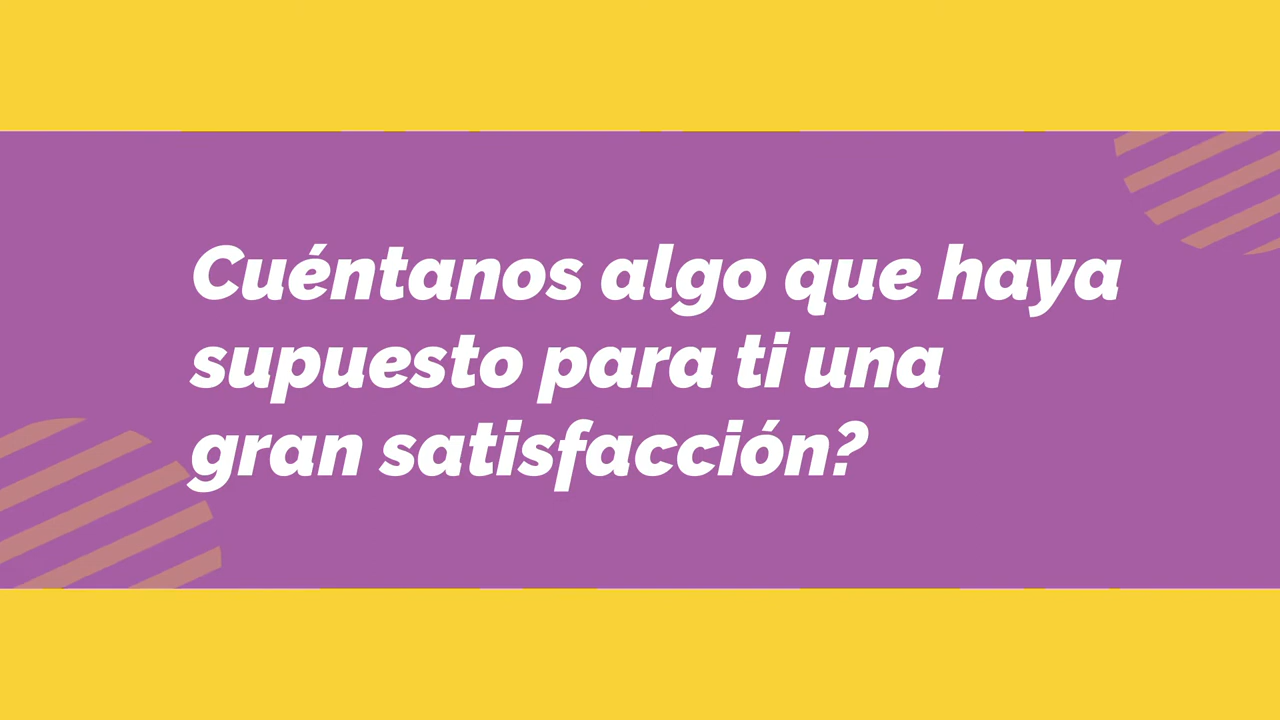 Cuéntanos algo que haya
supuesto para ti una
gran satisfacción?